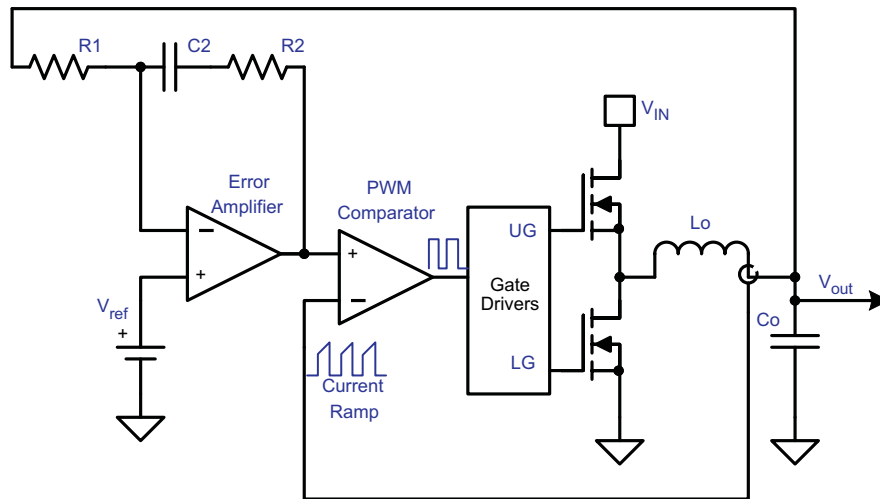 R1
C2
R2
V_IN
Error
Amplifier
PWM
Comparator
Lo
UG
−
+
+
−
Gate
Drivers
V_out
V_ref
+
Co
LG
Current
Ramp